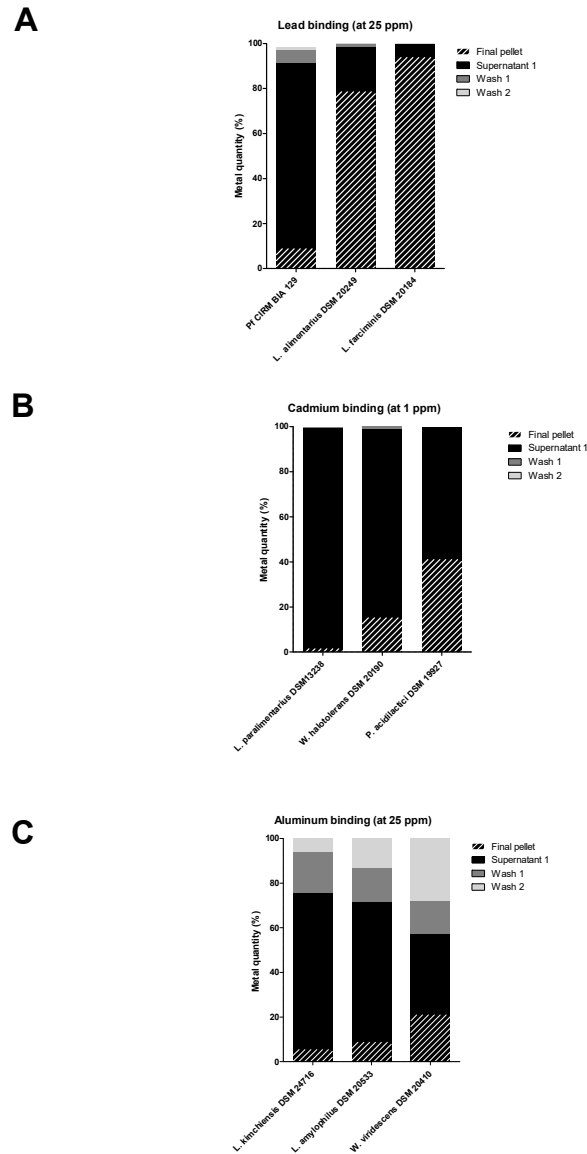 A
Lead binding (at 25 ppm)
Metal quantity (%)
100
80
60
40
20
0
Final pellet
Supernatant 1
Wash 1
Wash 2
Pf CIRM BIA 129
L. alimentarius DSM 20249
L. farciminis DSM 20184
B
Cadmium binding (at 1 ppm)
Metal quantity (%)
100
80
60
40
20
0
Final pellet
Supernatant 1
Wash 1
Wash 2
L. paralimentarius DSM13238
W. halotolerans DSM 20190
P. acidilactici DSM 19927
C
Aluminum binding (at 25 ppm)
Metal quantity (%)
100
80
60
40
20
0
Final pellet
Supernatant 1
Wash 1
Wash 2
L. kimchiensis DSM 24716
L. amylophilus DSM 20533
W. viridescens DSM 20410